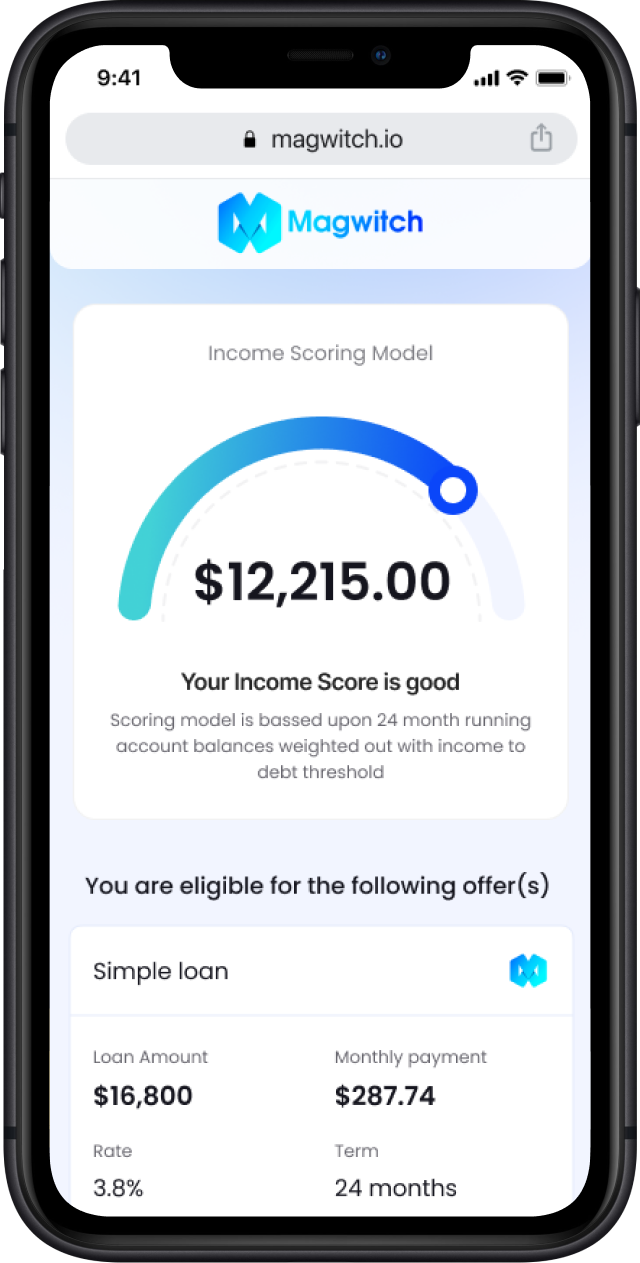 9:41
magwitch.io
Magwitch
Income Scoring Model
$12,215.00
Your Income Score is good
Scoring model is bassed upon 24 month running
account balances weighted out with income to
debt threshold
You are eligible for the following offer(s)
Simple loan
Loan Amount
Monthly payment
$16,800
$287.74
Rate
Term
3.8%
24 months